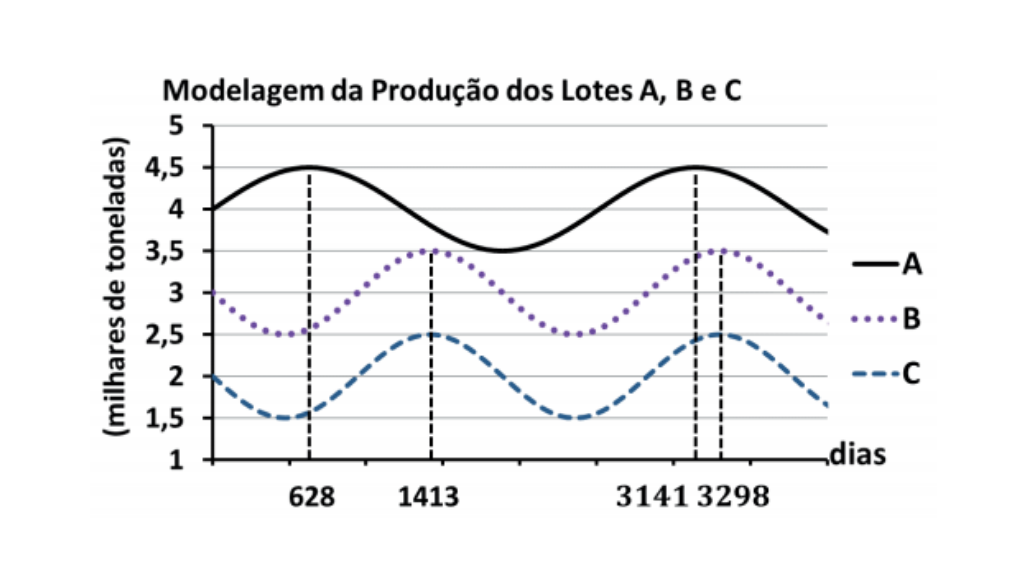 Modelagem da Produção dos Lotes A, B e C
(milhares de toneladas)
5
4,5
4
3,5
3
2,5
2
1,5
1
dias
628 1413 3141 3298
A
B
C